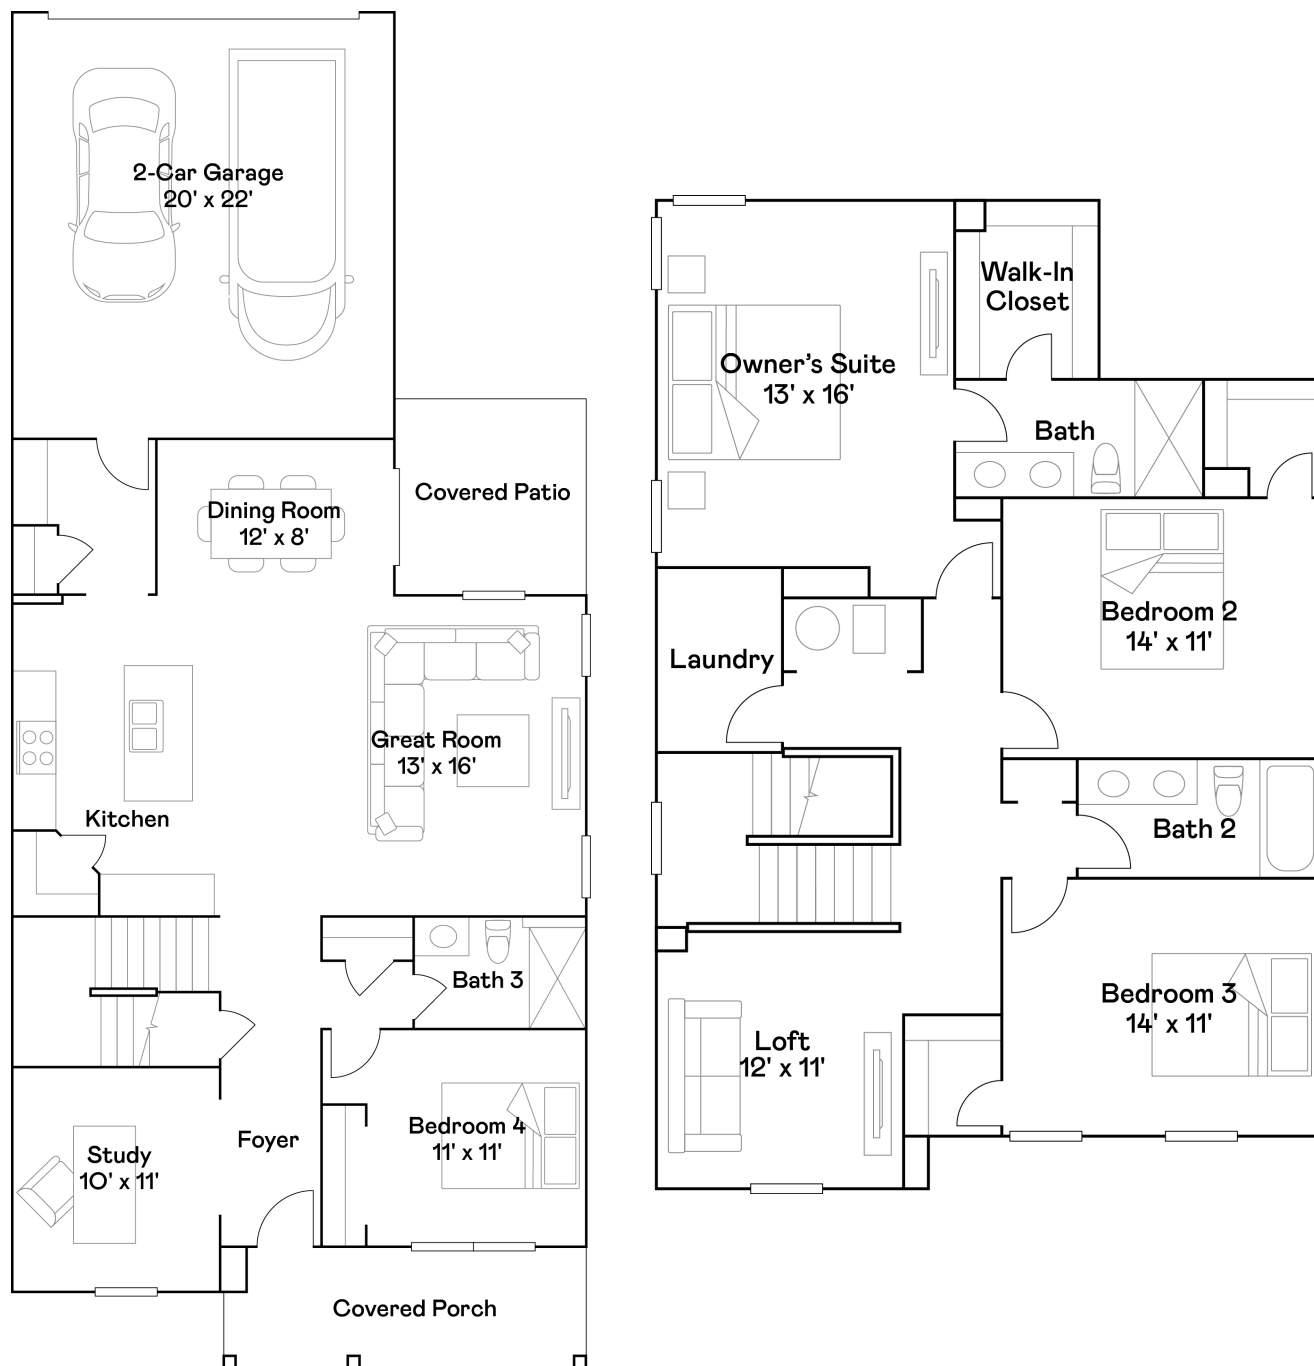 2-Car Garage
20' x 22'
Covered Patio
Dining Room
12' x 8'
Great Room
13' x 16'
Kitchen
Bath 3
Bedroom 4
11' x 11'
Foyer
Study
10' x 11'
Covered Porch
Walk-In
Closet
Owner's Suite
13' x 16'
Bath
Bedroom 2
14' x 11'
Laundry
Bath 2
Bedroom 3
14' x 11'
Loft
12' x 11'